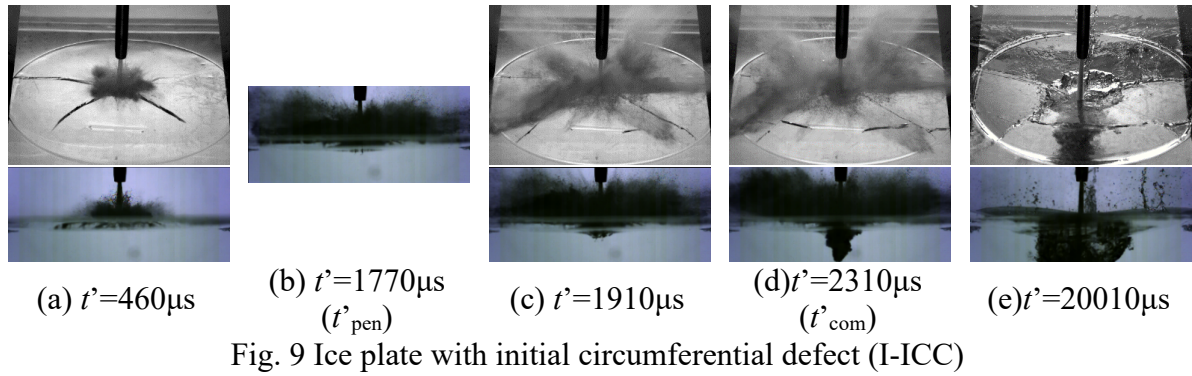 (a) t’=460μs
(b) t’=1770μs
(t’pen)
(c) t’=1910μs
(d)t’=2310μs
(t’com)
(e)t’=20010μs
Fig. 9 Ice plate with initial circumferential defect (I-ICC)